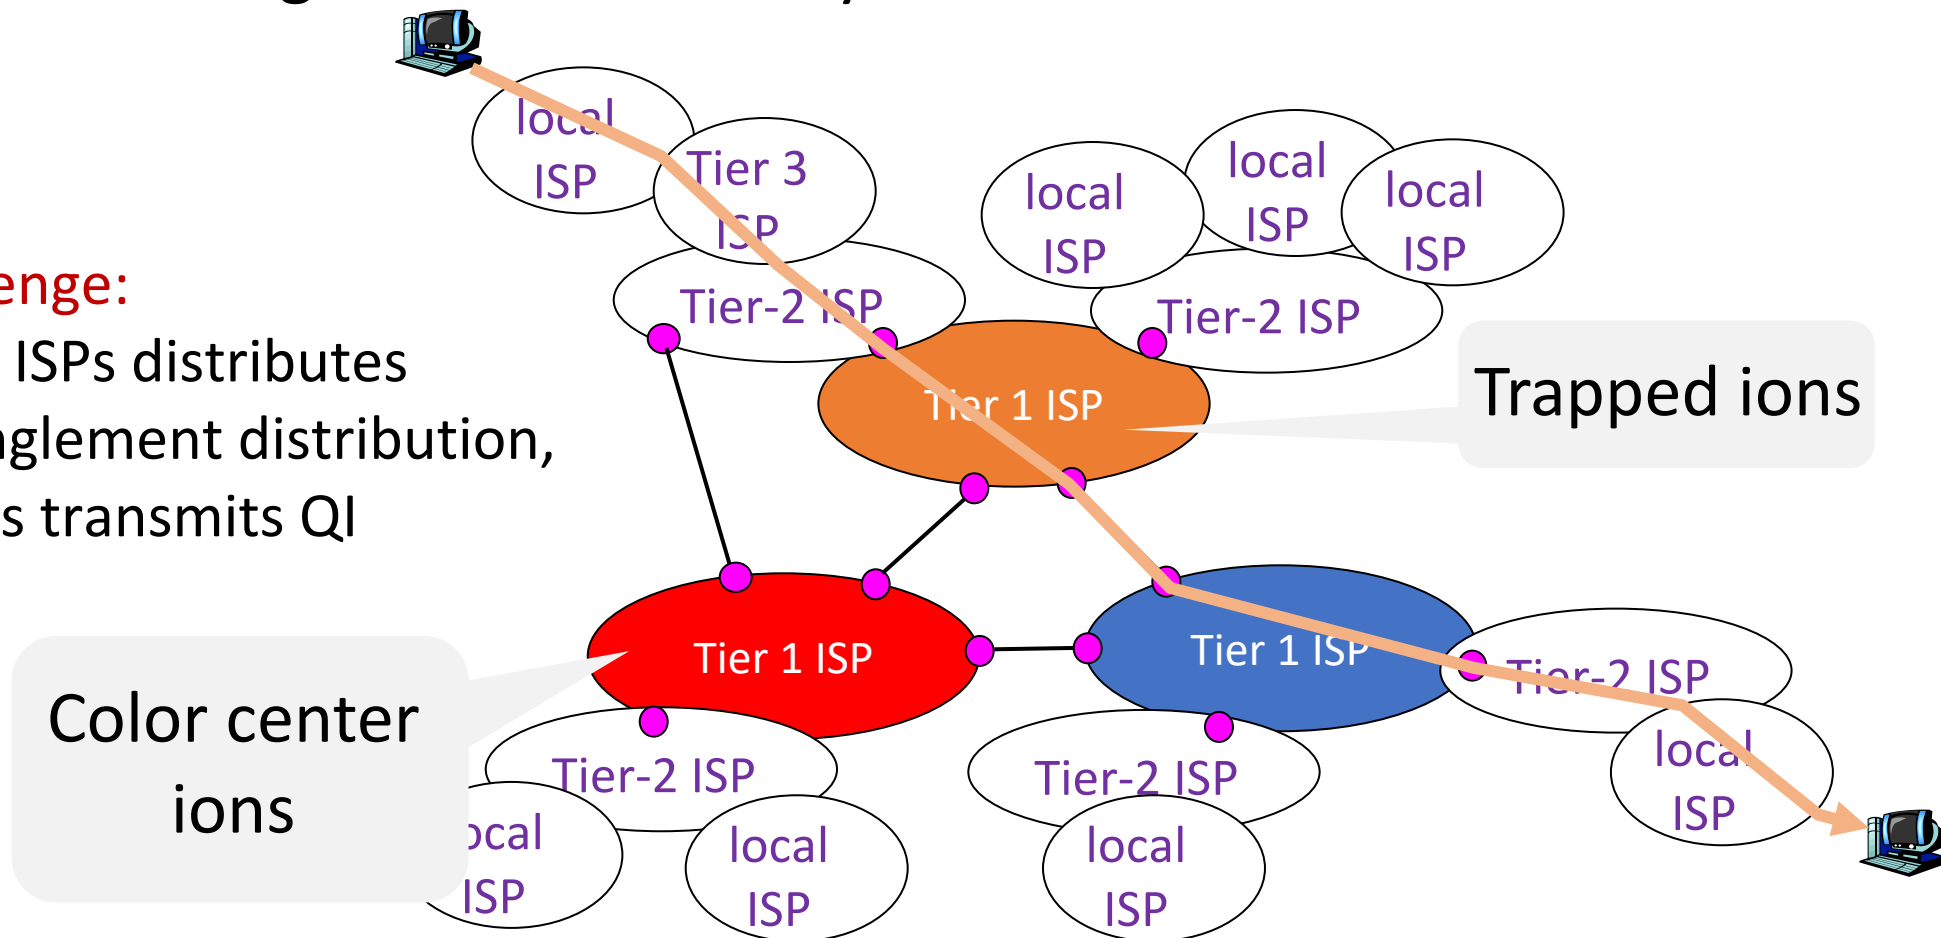 local
ISP
Tier 3
ISP
local
ISP
local
ISP
local
ISP
Tier-2 ISP
Tier-2 ISP
enge:
ISPs distributes
nglement distribution,
s transmits QI
Tier 1 ISP
Trapped ions
Tier 1 ISP
Tier 1 ISP
Color center
ions
Tier-2 ISP
local
ISP
Tier-2 ISP
ocal
ISP
local
ISP
Tier-2 ISP
local
ISP